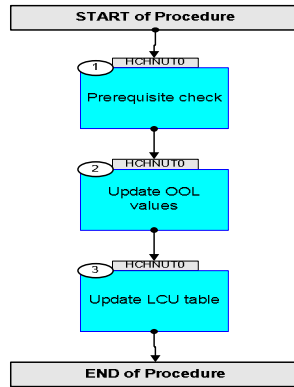 START of Procedure
HCHNUT0
1
Prerequisite check
HCHNUT0
2
Update OOL
values
HCHNUT0
3
Update LCU table
END of Procedure